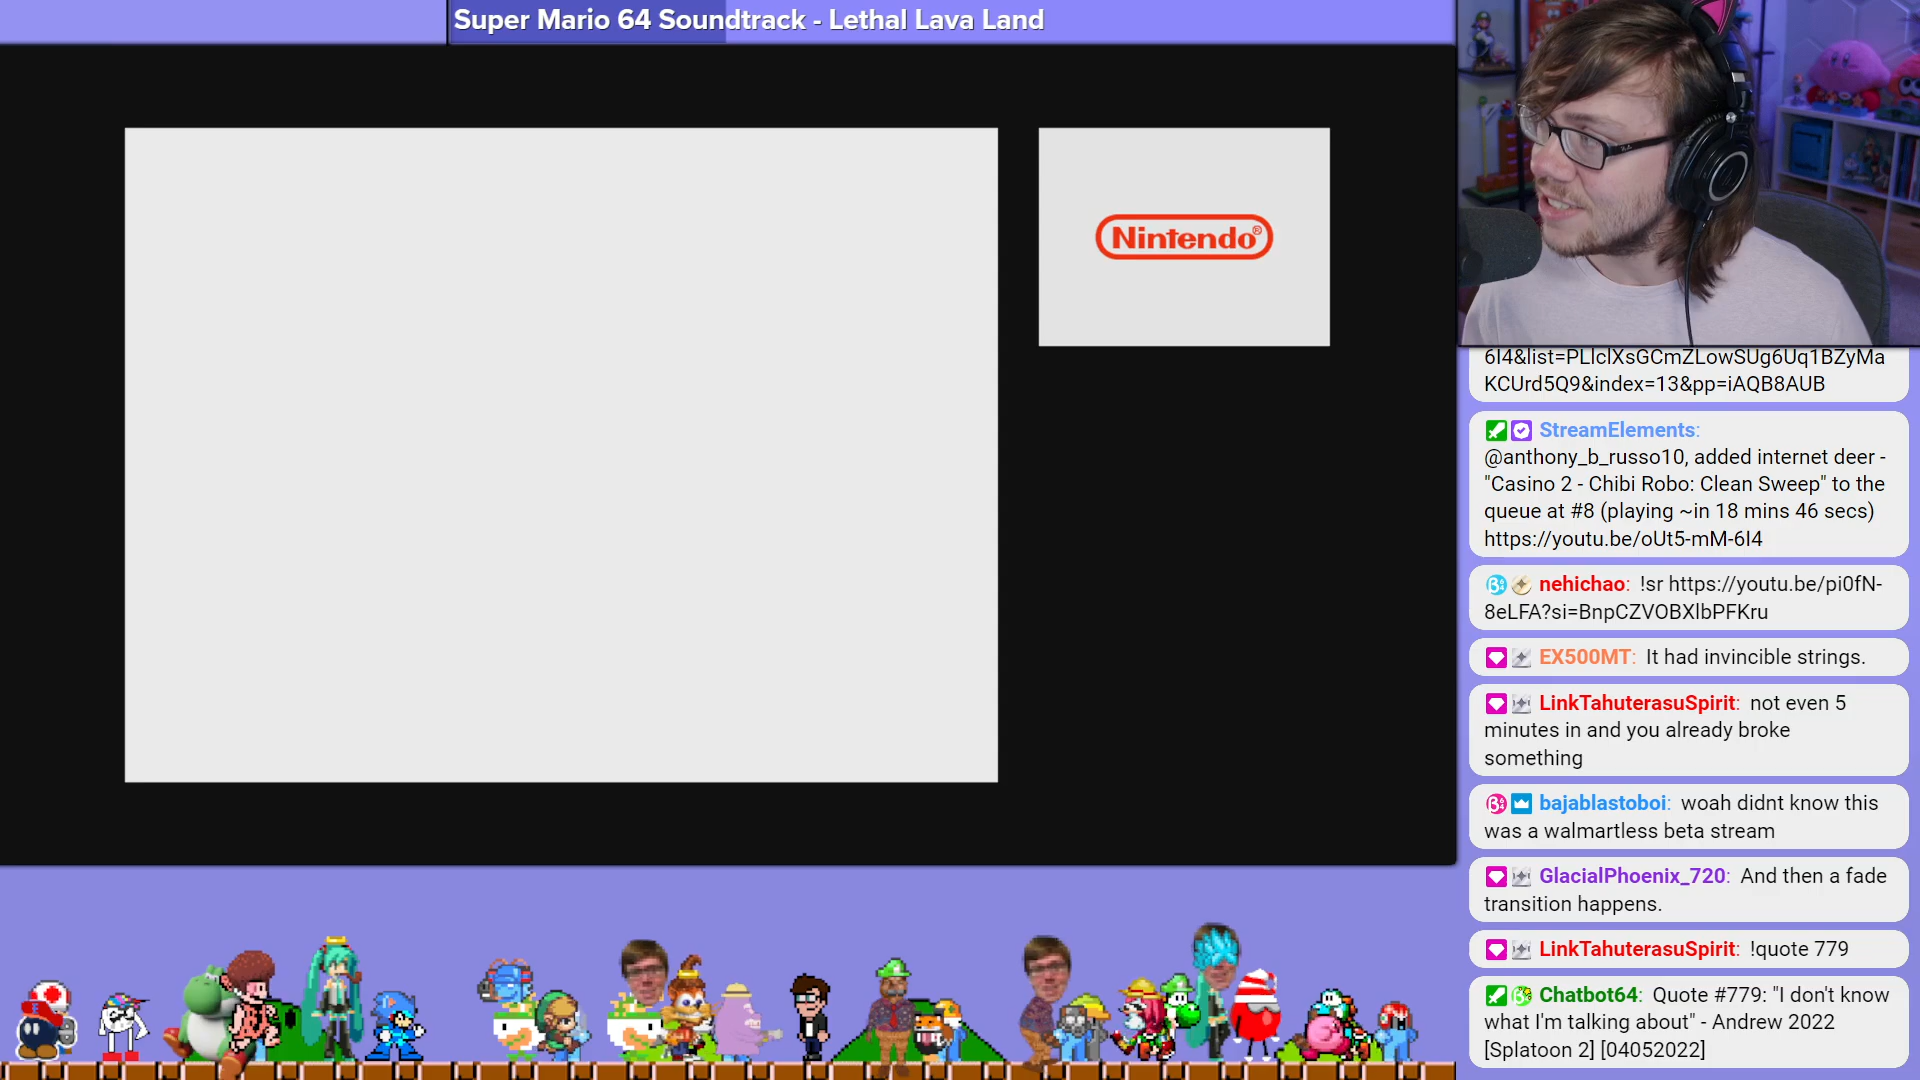 Super Mario 64 Soundtrack - Lethal Lava Land
Nintendo®
6I4&list=PLlclXsGCmZLowSUg6Uq1BZyMa
KCUrd5Q9&index=13&pp=iAQB8AUB
StreamElements:
@anthony_b_russo10, added internet deer -
"Casino 2 - Chibi Robo: Clean Sweep" to the
queue at #8 (playing ~in 18 mins 46 secs)
https://youtu.be/oUt5-mM-6I4
nehichao: !sr https://youtu.be/pi0fN-
8eLFA?si=BnpCZVOBXlbPFKru
EX500MT: It had invincible strings.
LinkTahuterasuSpirit: not even 5
minutes in and you already broke
something
bajablastoboi: woah didnt know this
was a walmartless beta stream
GlacialPhoenix_720: And then a fade
transition happens.
LinkTahuterasuSpirit: !quote 779
Chatbot64: Quote #779: "I don't know
what I'm talking about" - Andrew 2022
[Splatoon 2] [04052022]